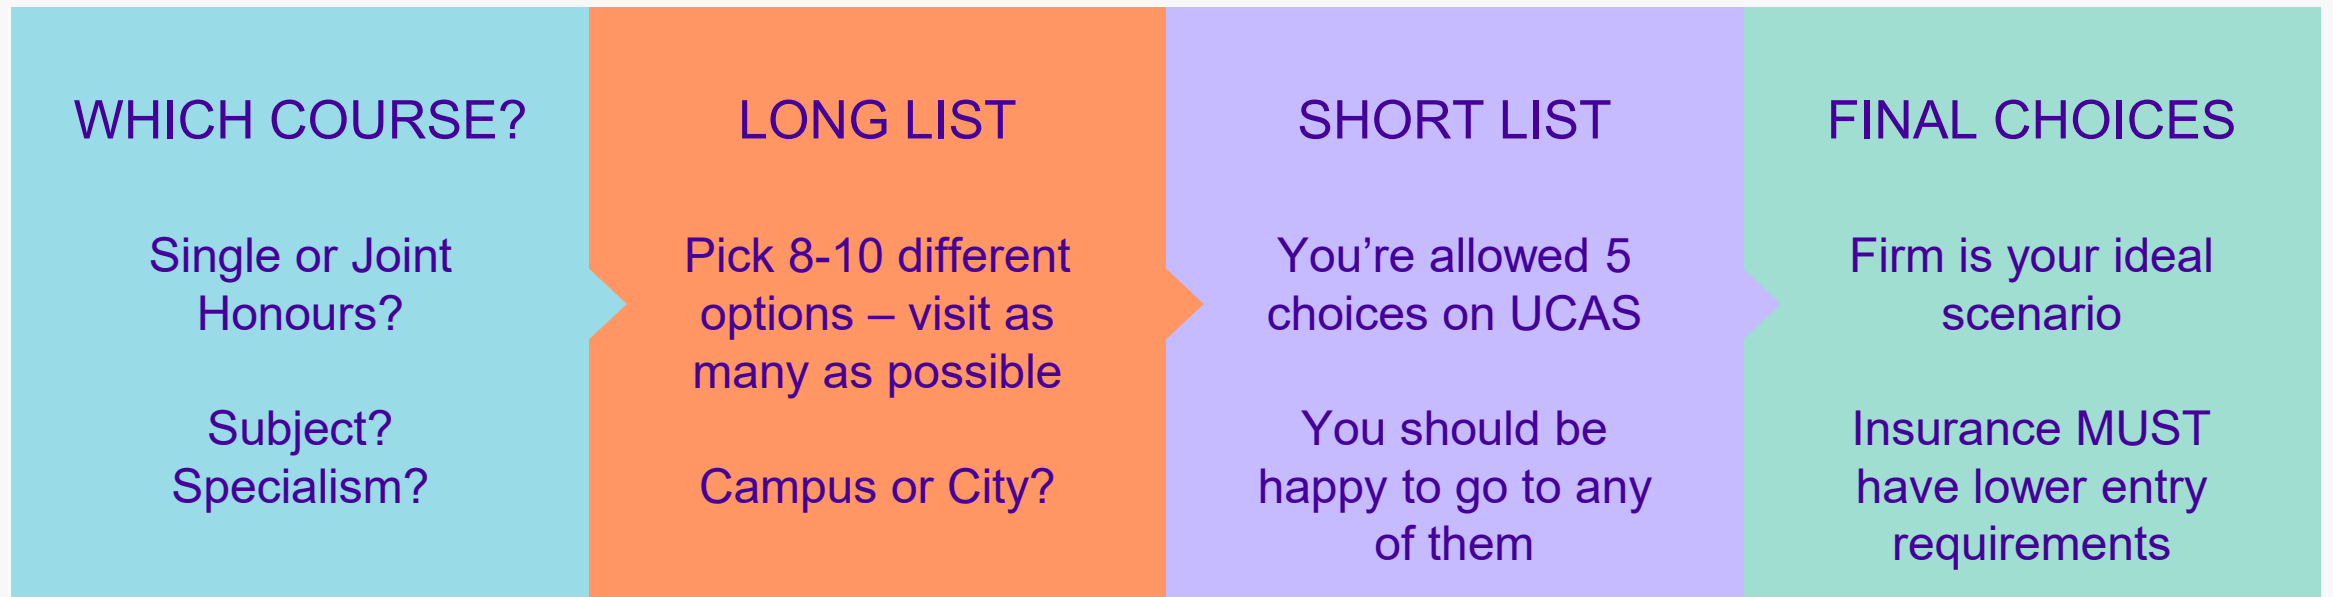 WHICH COURSE?
Single or Joint
Honours?
Subject?
Specialism?
LONG LIST
Pick 8-10 different
options – visit as
many as possible
Campus or City?
SHORT LIST
You’re allowed 5
choices on UCAS
You should be
happy to go to any
of them
FINAL CHOICES
Firm is your ideal
scenario
Insurance MUST
have lower entry
requirements